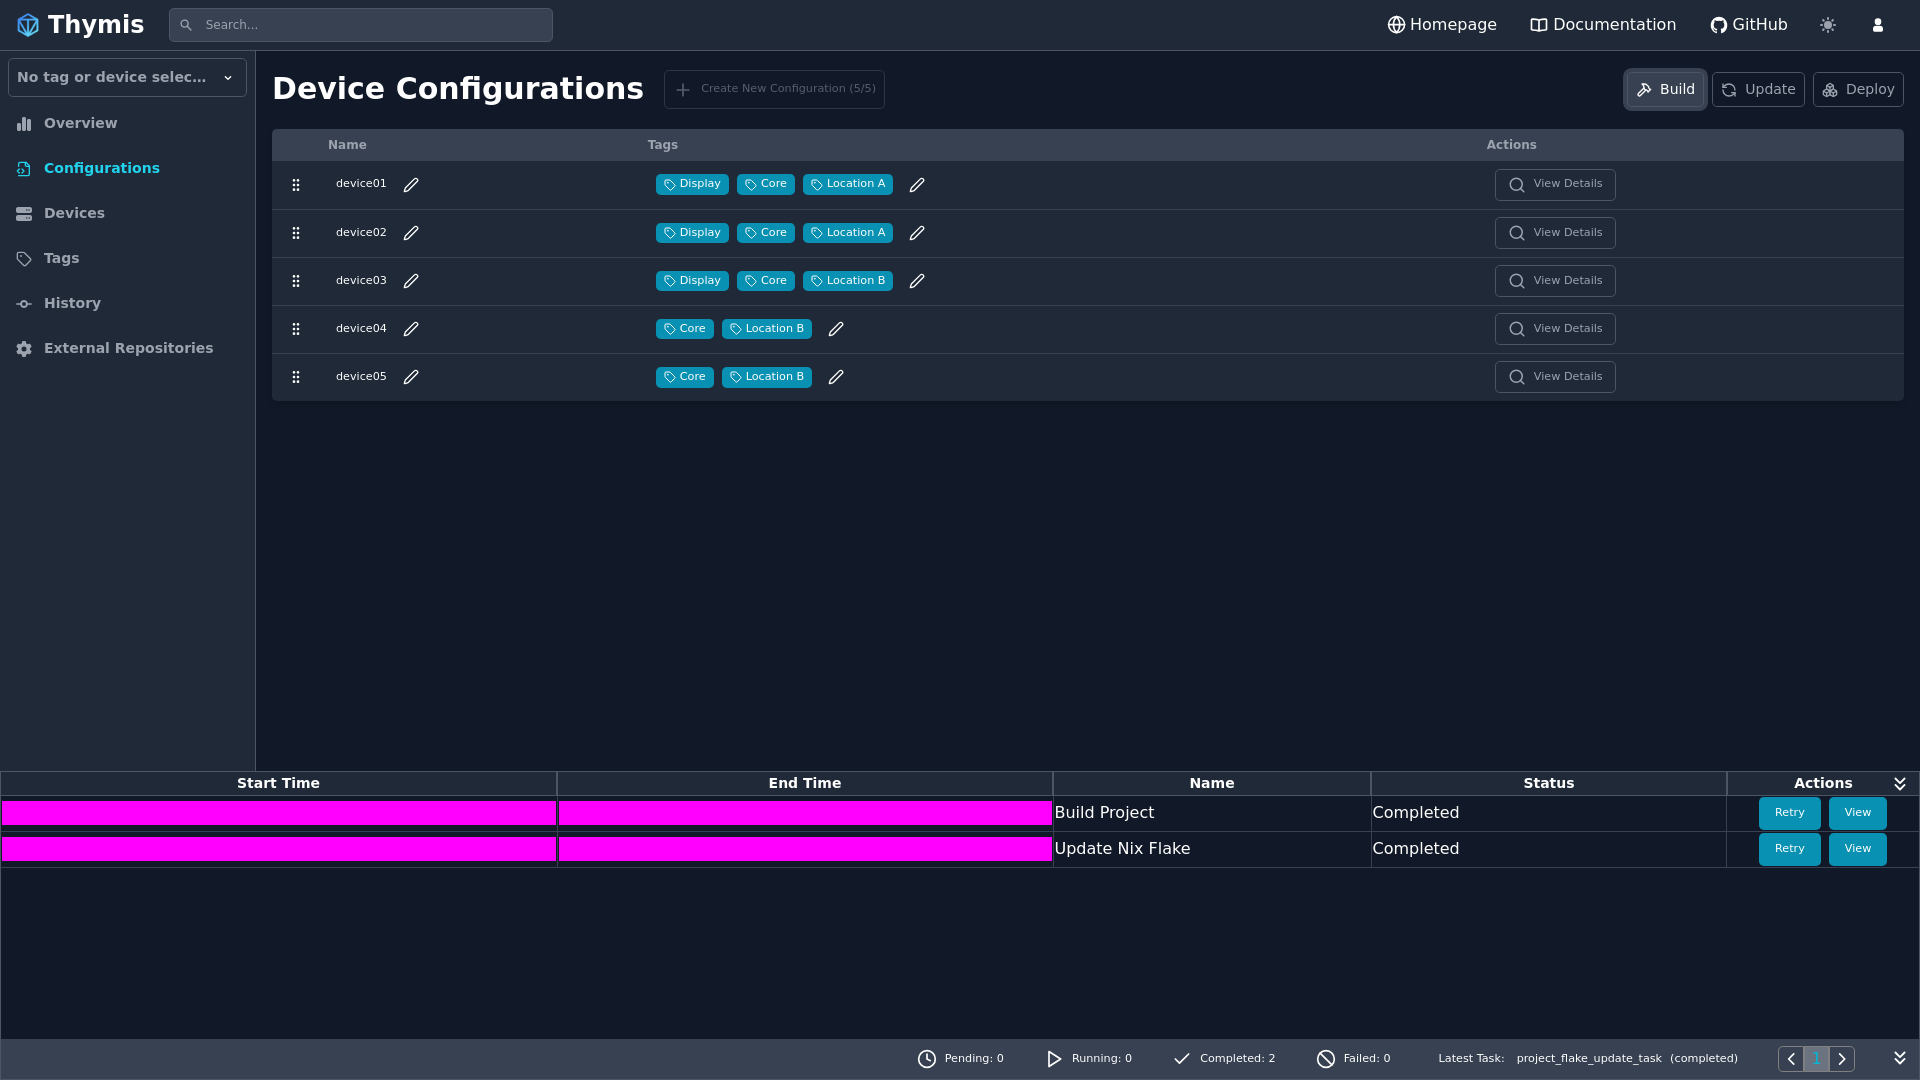 Thymis
Search...
Homepage
Documentation
GitHub
No tag or device selec...
Overview
Configurations
Devices
Tags
History
External Repositories
Device Configurations
Create New Configuration (5/5)
Build
Update
Deploy
Name Tags Actions
device01 Display Core Location A View Details
device02 Display Core Location A View Details
device03 Display Core Location B View Details
device04 Core Location B View Details
device05 Core Location B View Details
Start Time End Time Name Status Actions
Build Project Completed Retry View
Update Nix Flake Completed Retry View
Pending: 0 Running: 0 Completed: 2 Failed: 0 Latest Task: project_flake_update_task (completed) 1